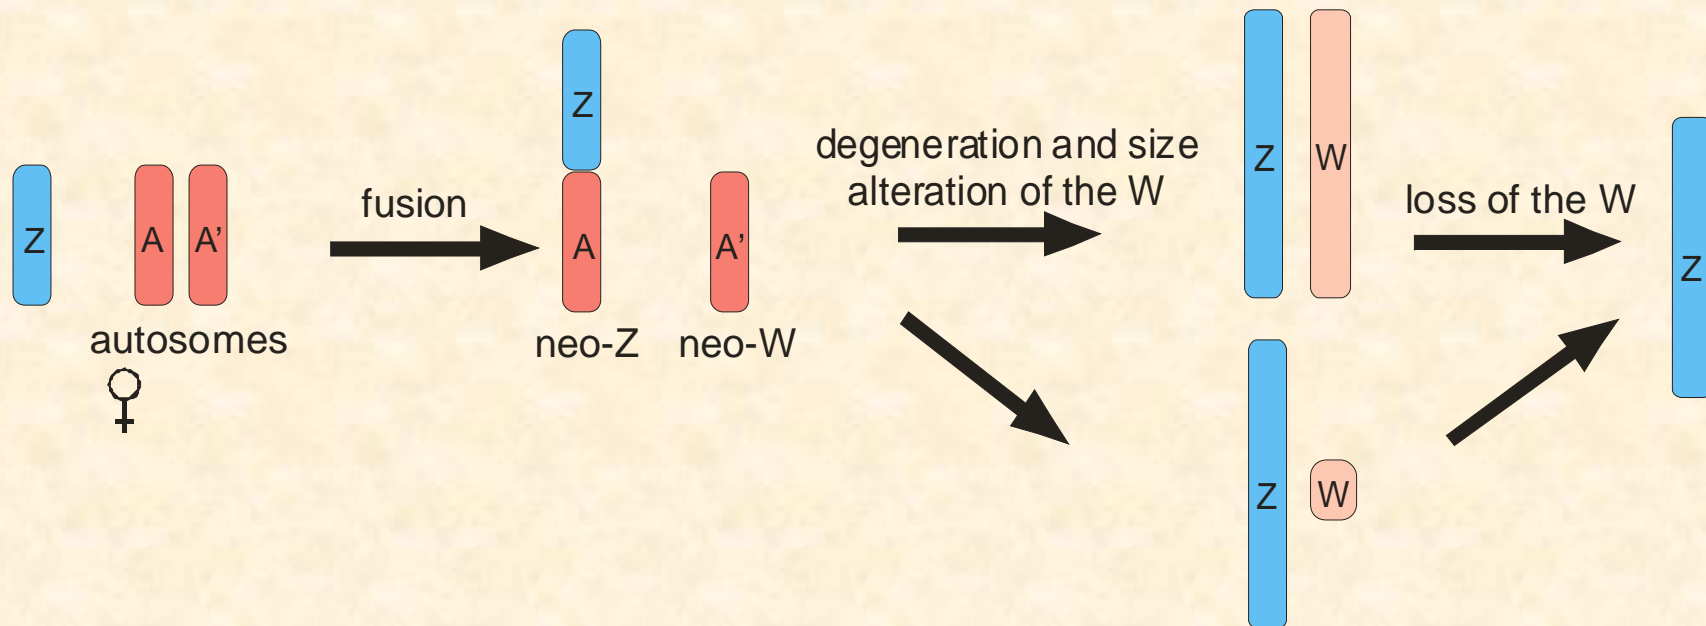 Z
A
A’
autosomes
fusion
Z
A
A’
neo-Z
neo-W
degeneration and size
alteration of the W
Z
W
Z
W
loss of the W
Z